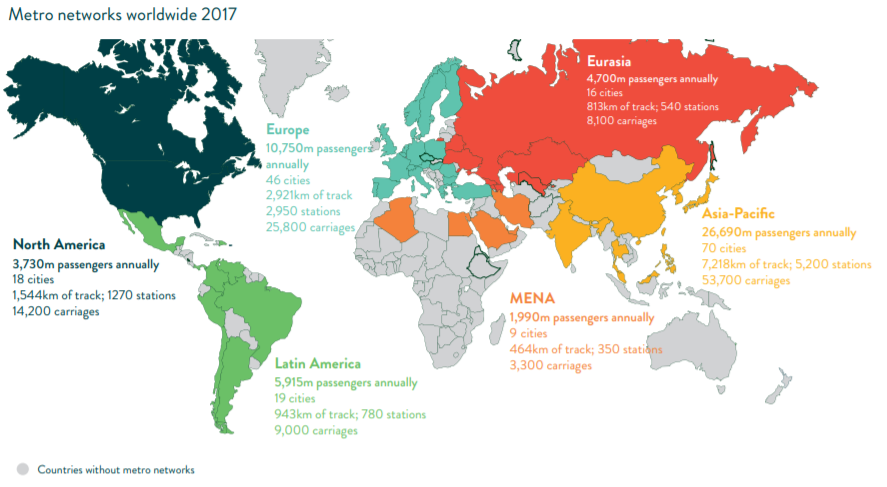 Metro networks worldwide 2017
Eurasia
4,700m passengers annually
16 cities
813km of track; 540 stations
8,100 carriages
Europe
10,750m passengers
annually
46 cities
2,921km of track
2,950 stations
25,800 carriages
Asia-Pacific
26,690m passengers annually
70 cities
7,218km of track; 5,200 stations
53,700 carriages
North America
3,730m passengers annually
18 cities
1,544km of track; 1270 stations
14,200 carriages
MENA
1,990m passengers annually
9 cities
464km of track; 350 stations
3,300 carriages
Latin America
5,915m passengers annually
19 cities
943km of track; 780 stations
9,000 carriages
Countries without metro networks